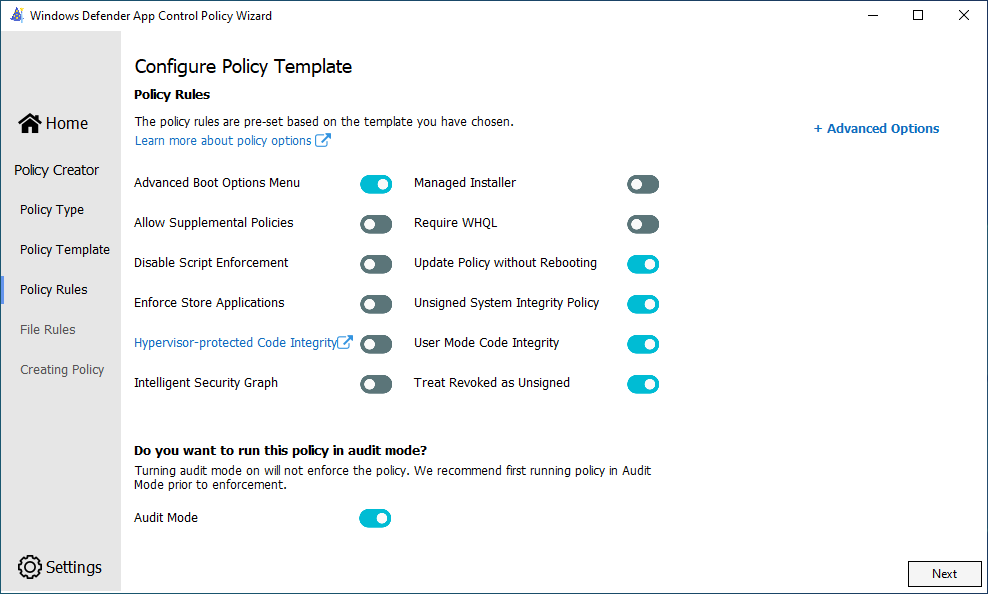 Windows Defender App Control Policy Wizard
Home
Policy Creator
Policy Type
Policy Template
Policy Rules
File Rules
Creating Policy
Settings
Configure Policy Template
Policy Rules
The policy rules are pre-set based on the template you have chosen.
Learn more about policy options
+ Advanced Options
Advanced Boot Options Menu
Managed Installer
Allow Supplemental Policies
Require WHQL
Disable Script Enforcement
Update Policy without Rebooting
Enforce Store Applications
Unsigned System Integrity Policy
Hypervisor-protected Code Integrity
User Mode Code Integrity
Intelligent Security Graph
Treat Revoked as Unsigned
Do you want to run this policy in audit mode?
Turning audit mode on will not enforce the policy. We recommend first running policy in Audit
Mode prior to enforcement.
Audit Mode
Next